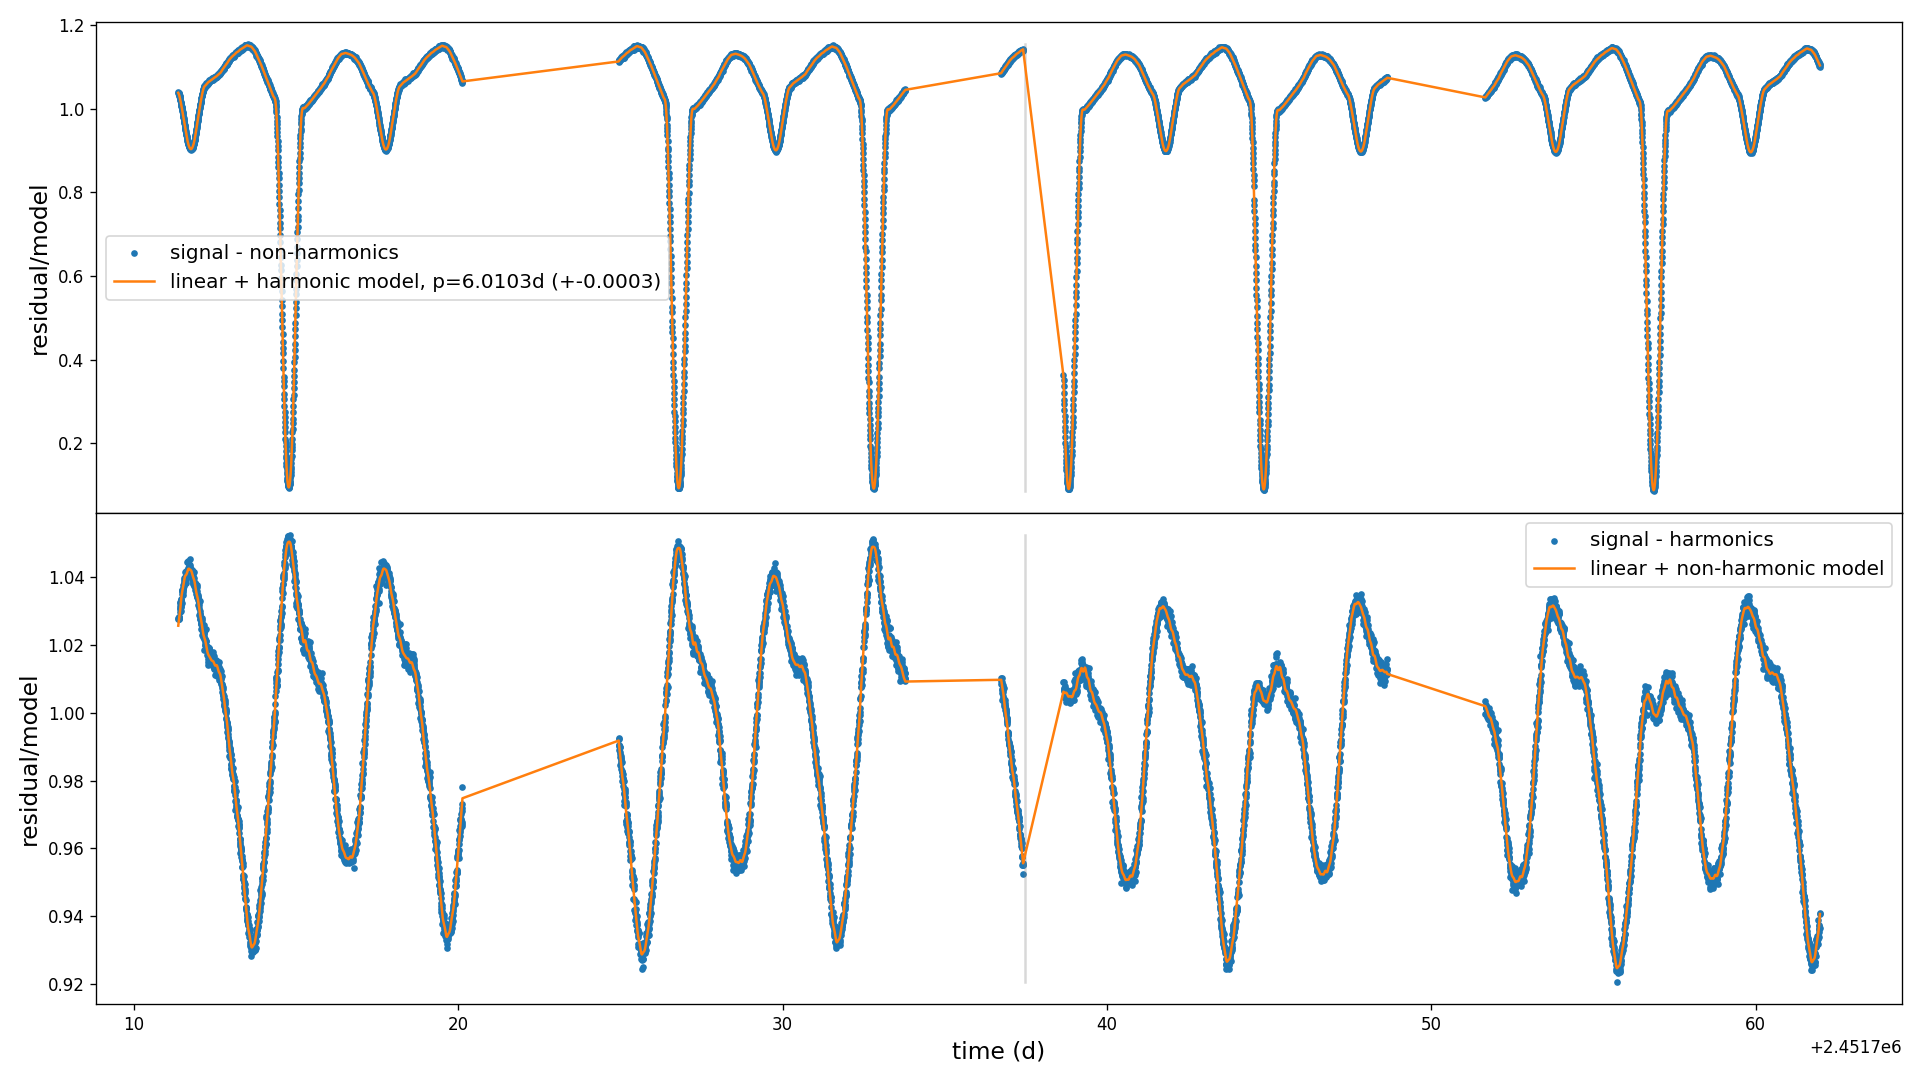 1.2
1.0
0.8
0.6
0.4
0.2
residual/model
signal - non-harmonics
linear + harmonic model, p=6.0103d (+-0.0003)
1.04
1.02
1.00
0.98
0.96
0.94
0.92
residual/model
signal - harmonics
linear + non-harmonic model
10 20 30 40 50 60
time (d)
+2.4517e6